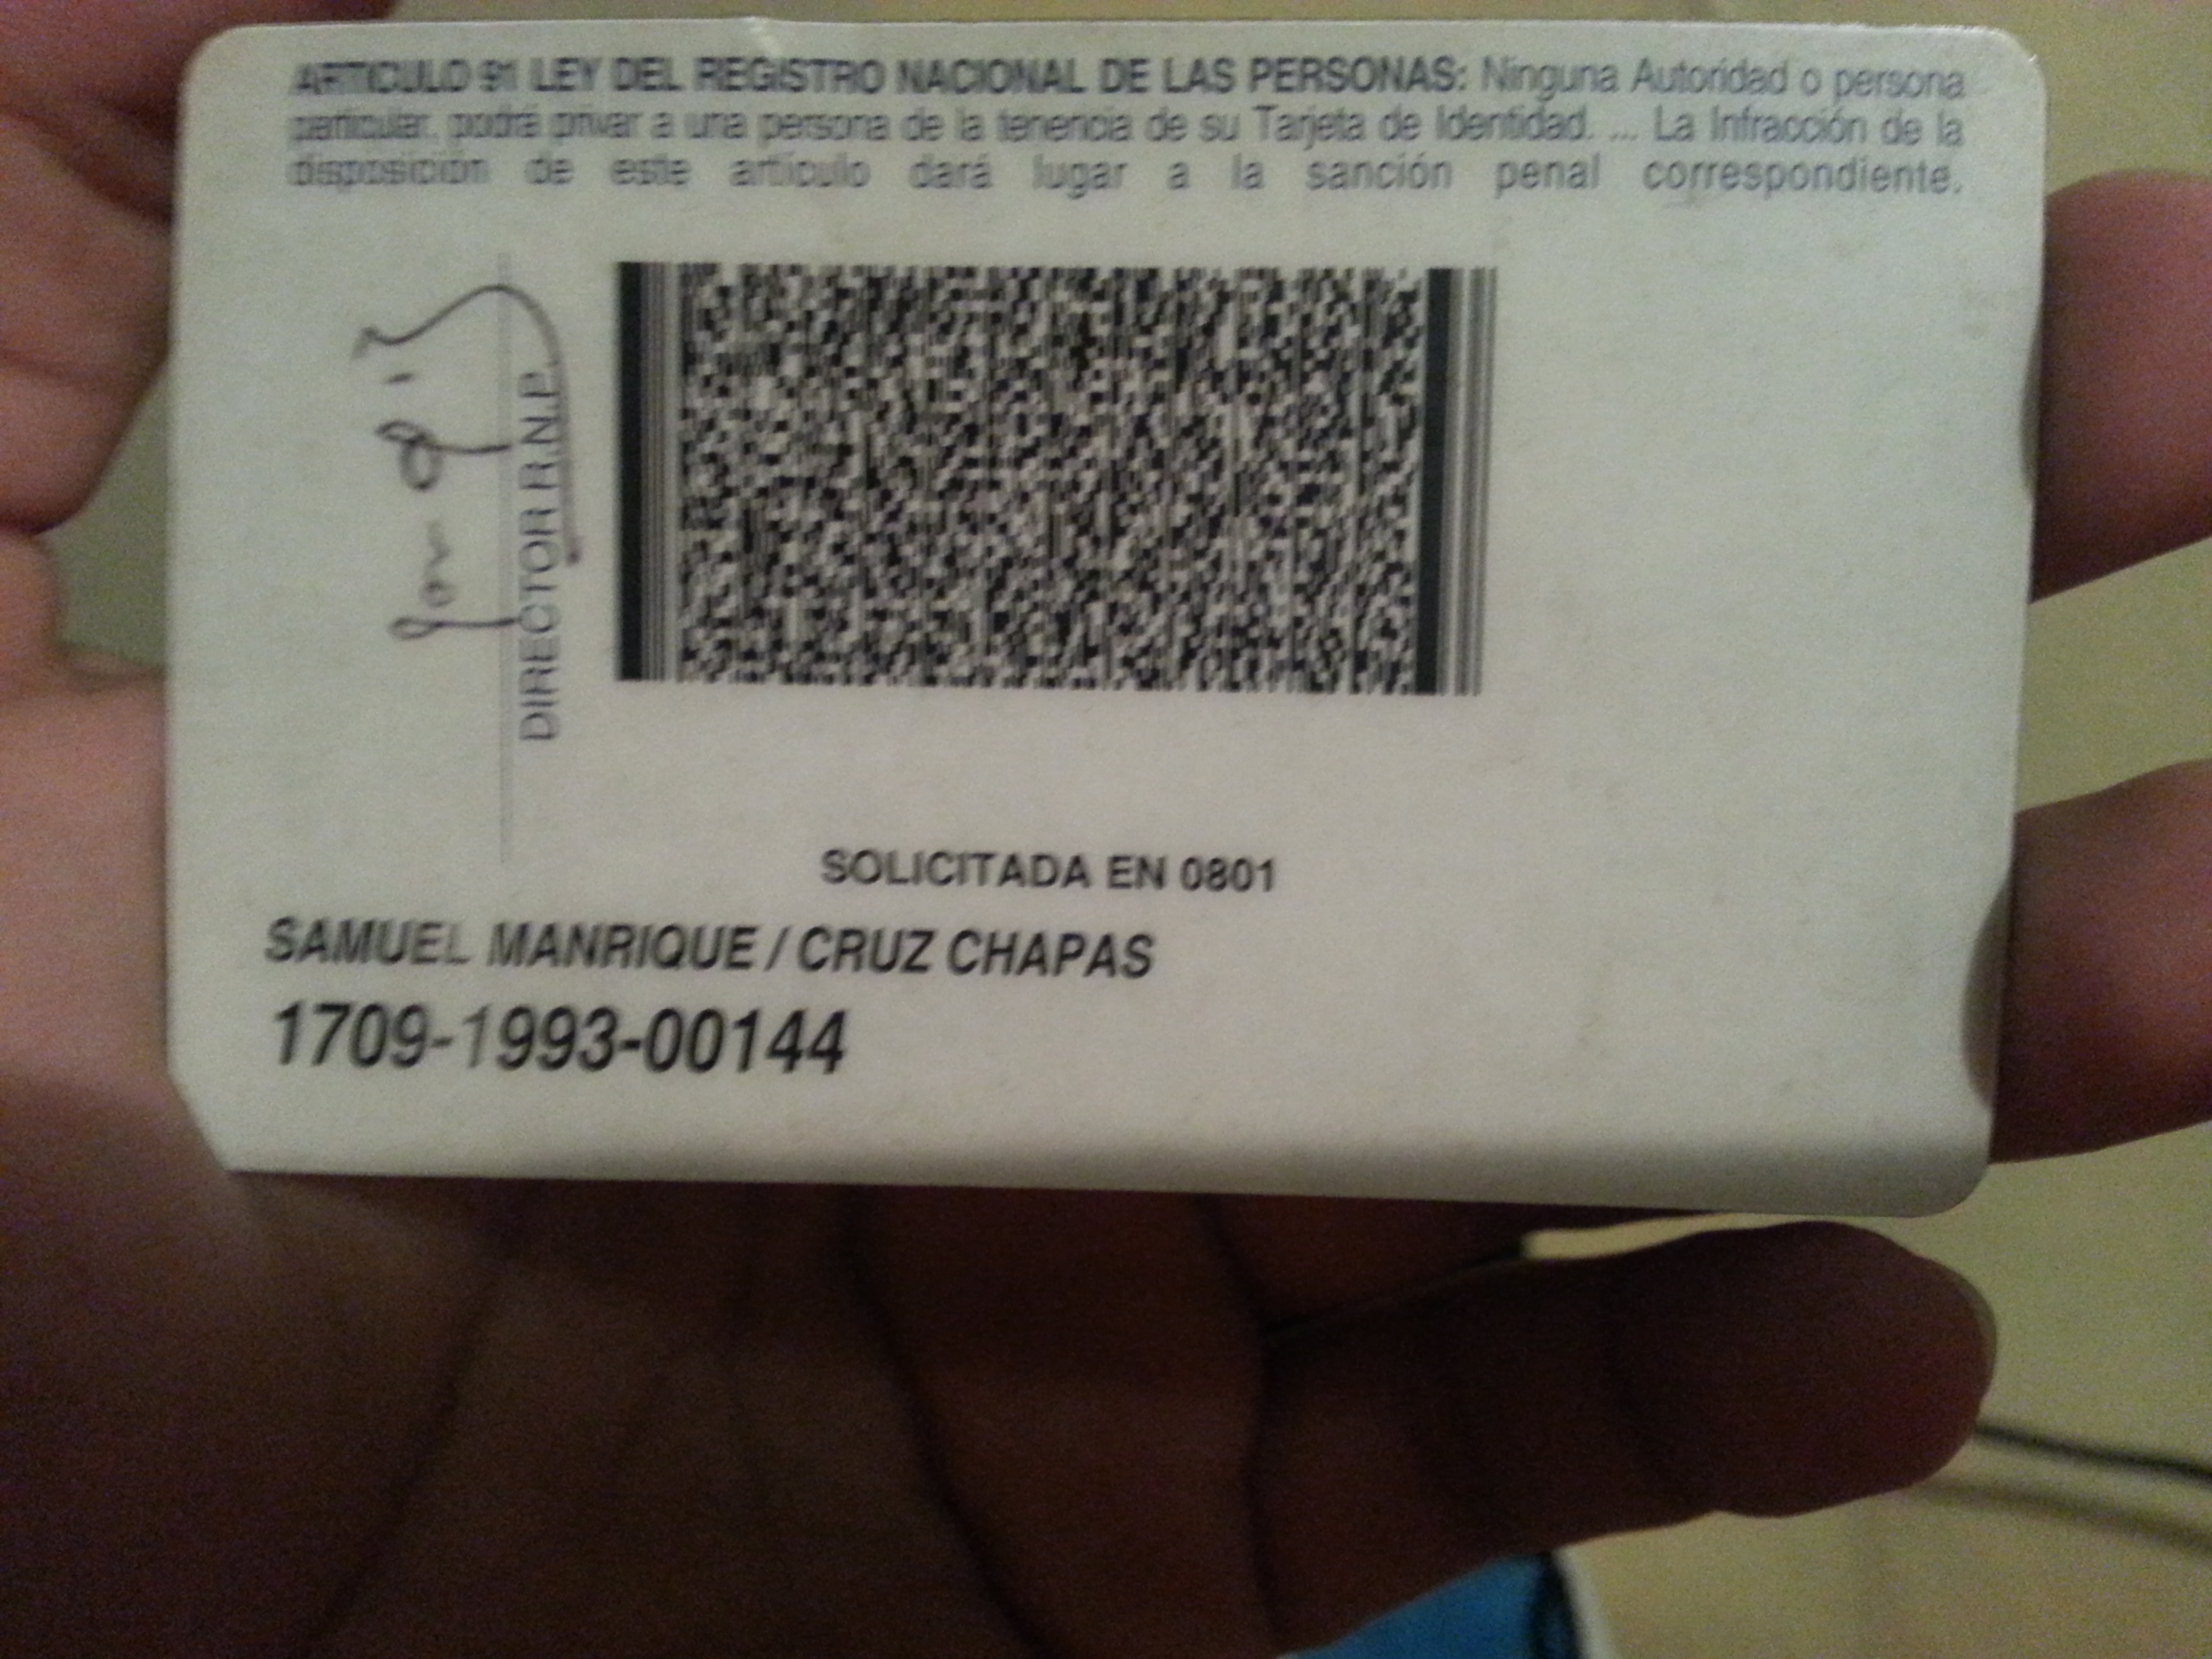 ARTICULO 91 LEY DEL REGISTRO NACIONAL DE LAS PERSONAS: Ninguna Autoridad o persona
particular, podrá privar a una persona de la tenencia de su Tarjeta de Identidad. ... La Infracción de la
disposición de este artículo dará lugar a la sanción penal correspondiente.
DIRECTOR R.N.P.
SOLICITADA EN 0801
SAMUEL MANRIQUE / CRUZ CHAPAS
1709-1993-00144